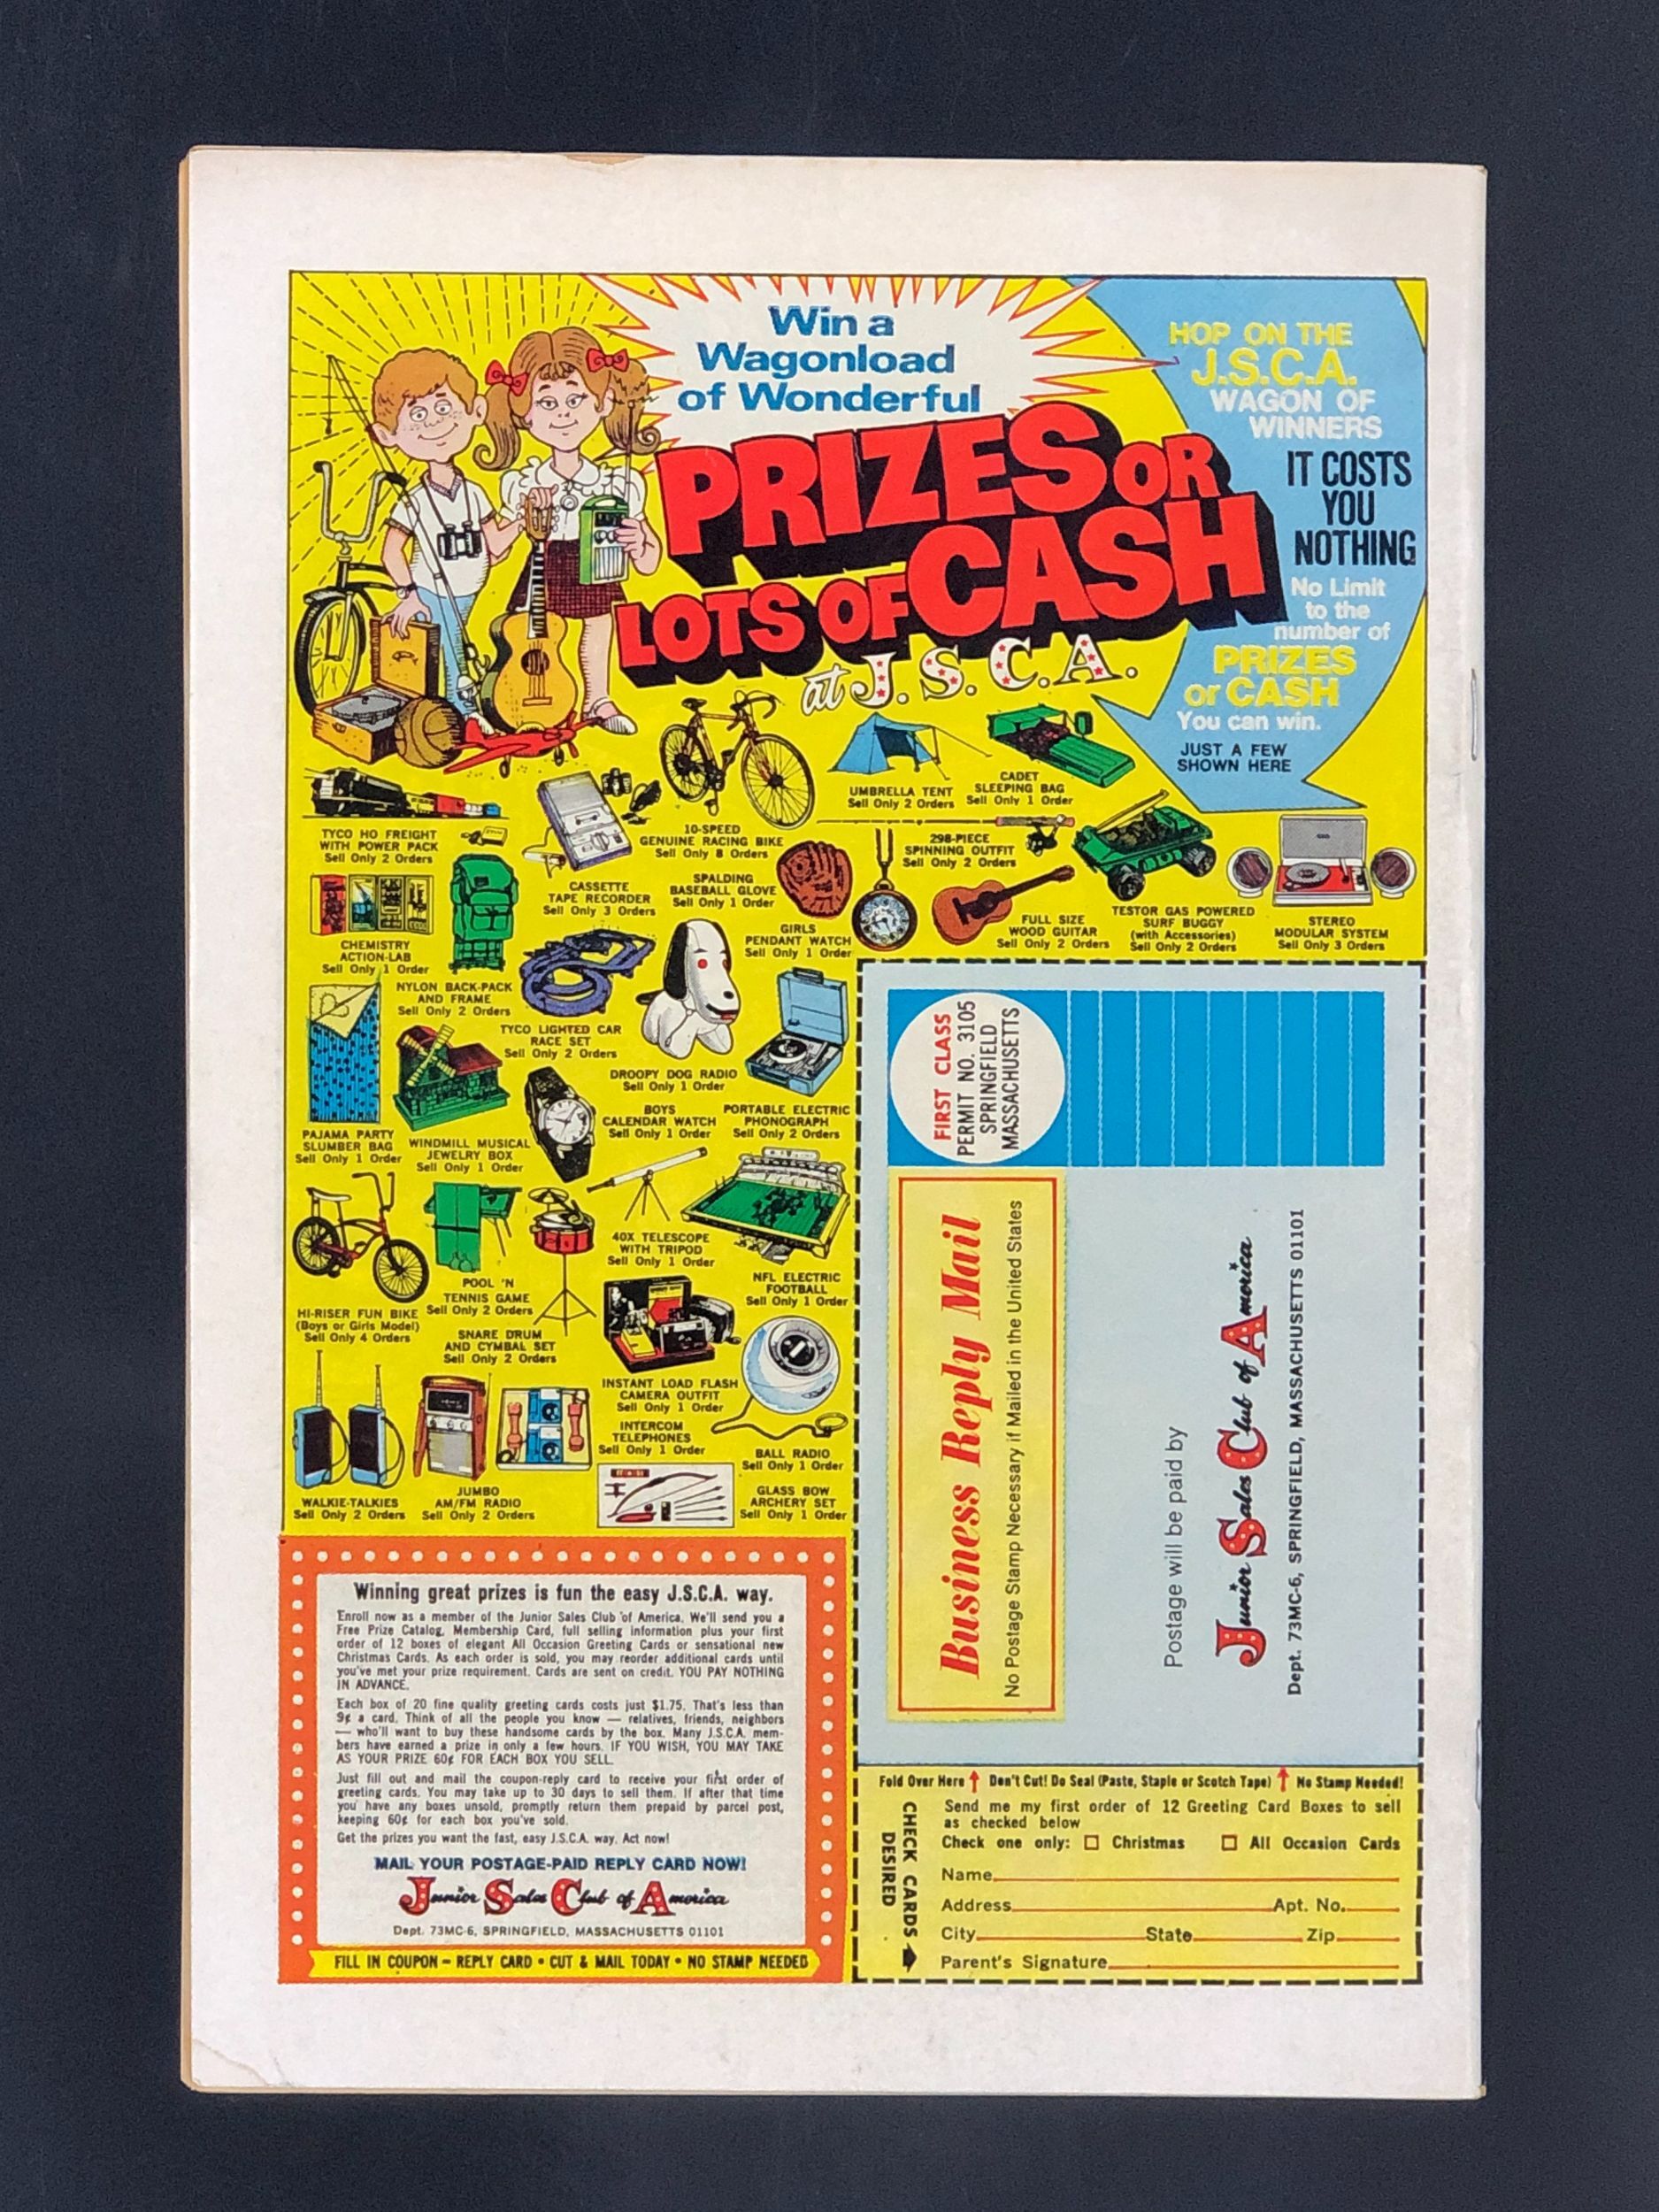 Win a
Wagonload
of Wonderful
PRIZES OR
LOTS OF CASH
at J.S.C.A.
HOP ON THE
J.S.C.A.
WAGON OF
WINNERS
IT COSTS
YOU
NOTHING
No Limit
to the
number of
PRIZES
or CASH
You can win.
JUST A FEW
SHOWN HERE
TYCO HO FREIGHT
WITH POWER PACK
Sell Only 2 Orders
CASSETTE
TAPE RECORDER
Sell Only 3 Orders
10-SPEED
GENUINE RACING BIKE
Sell Only 8 Orders
UMBRELLA TENT
Sell Only 2 Orders
CADET
SLEEPING BAG
Sell Only 1 Order
298-PIECE
SPINNING OUTFIT
Sell Only 2 Orders
SPALDING
BASEBALL GLOVE
Sell Only 1 Order
GIRLS
PENDANT WATCH
Sell Only 1 Order
FULL SIZE
WOOD GUITAR
Sell Only 2 Orders
TESTOR GAS POWERED
SURF BUGGY
(with Accessories)
Sell Only 2 Orders
STEREO
MODULAR SYSTEM
Sell Only 3 Orders
CHEMISTRY
ACTION-LAB
Sell Only 1 Order
NYLON BACK-PACK
AND FRAME
Sell Only 2 Orders
TYCO LIGHTED CAR
RACE SET
Sell Only 2 Orders
DROOPY DOG RADIO
Sell Only 1 Order
PAJAMA PARTY
SLUMBER BAG
Sell Only 1 Order
WINDMILL MUSICAL
JEWELRY BOX
Sell Only 1 Order
BOYS
CALENDAR WATCH
Sell Only 1 Order
PORTABLE ELECTRIC
PHONOGRAPH
Sell Only 2 Orders
HI-RISER FUN BIKE
(Boys or Girls Model)
Sell Only 4 Orders
POOL 'N
TENNIS GAME
Sell Only 2 Orders
SNARE DRUM
AND CYMBAL SET
Sell Only 2 Orders
40X TELESCOPE
WITH TRIPOD
Sell Only 1 Order
NFL ELECTRIC
FOOTBALL
Sell Only 1 Order
INSTANT LOAD FLASH
CAMERA OUTFIT
Sell Only 1 Order
INTERCOM
TELEPHONES
Sell Only 1 Order
BALL RADIO
Sell Only 1 Order
WALKIE-TALKIES
Sell Only 2 Orders
JUMBO
AM/FM RADIO
Sell Only 2 Orders
GLASS BOW
ARCHERY SET
Sell Only 1 Order
Winning great prizes is fun the easy J.S.C.A. way.
Enroll now as a member of the Junior Sales Club of America. We'll send you a
Free Prize Catalog, Membership Card, full selling information plus your first
order of 12 boxes of elegant All Occasion Greeting Cards or sensational new
Christmas Cards. As each order is sold, you may reorder additional cards until
you've met your prize requirement. Cards are sent on credit. YOU PAY NOTHING
IN ADVANCE.
Each box of 20 fine quality greeting cards costs just $1.75. That's less than
9¢ a card. Think of all the people you know — relatives, friends, neighbors
— who'll want to buy these handsome cards by the box. Many J.S.C.A. mem-
bers have earned a prize in only a few hours. IF YOU WISH, YOU MAY TAKE
AS YOUR PRIZE 60¢ FOR EACH BOX YOU SELL.
Just fill out and mail the coupon-reply card to receive your first order of
greeting cards. You may take up to 30 days to sell them. If after that time
you have any boxes unsold, promptly return them prepaid by parcel post,
keeping 60¢ for each box you've sold.
Get the prizes you want the fast, easy J.S.C.A. way. Act now!
MAIL YOUR POSTAGE-PAID REPLY CARD NOW!
Junior Sales Club of America
Dept. 73MC-6, SPRINGFIELD, MASSACHUSETTS 01101
FILL IN COUPON - REPLY CARD • CUT & MAIL TODAY • NO STAMP NEEDED
FIRST CLASS
PERMIT NO. 3105
SPRINGFIELD
MASSACHUSETTS
Business Reply Mail
No Postage Stamp Necessary if Mailed in the United States
Postage will be paid by
Junior Sales Club of America
Dept. 73MC-6, SPRINGFIELD, MASSACHUSETTS 01101
Fold Over Here ↑ Don't Cut! Do Seal (Paste, Staple or Scotch Tape) ↑ No Stamp Needed!
CHECK CARDS
DESIRED
Send me my first order of 12 Greeting Card Boxes to sell
as checked below
Check one only: □ Christmas □ All Occasion Cards
Name
Address Apt. No.
City State Zip
Parent's Signature